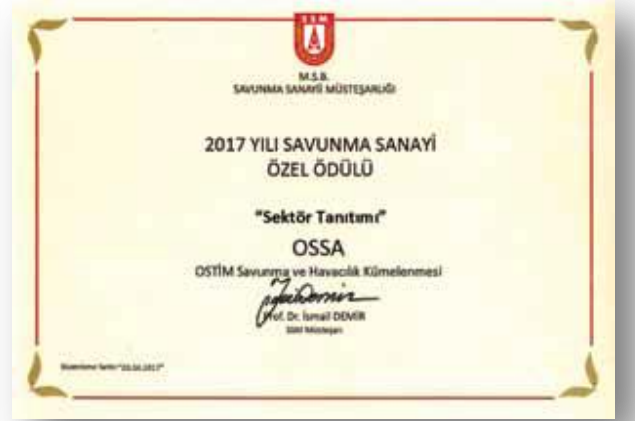 SSM
M.S.B.
SAVUNMA SANAYİİ MÜSTEŞARLIĞI
2017 YILI SAVUNMA SANAYİ
ÖZEL ÖDÜLÜ
"Sektör Tanıtımı"
OSSA
OSTİM Savunma ve Havacılık Kümelenmesi
Prof. Dr. İsmail DEMİR
SSM Müsteşarı